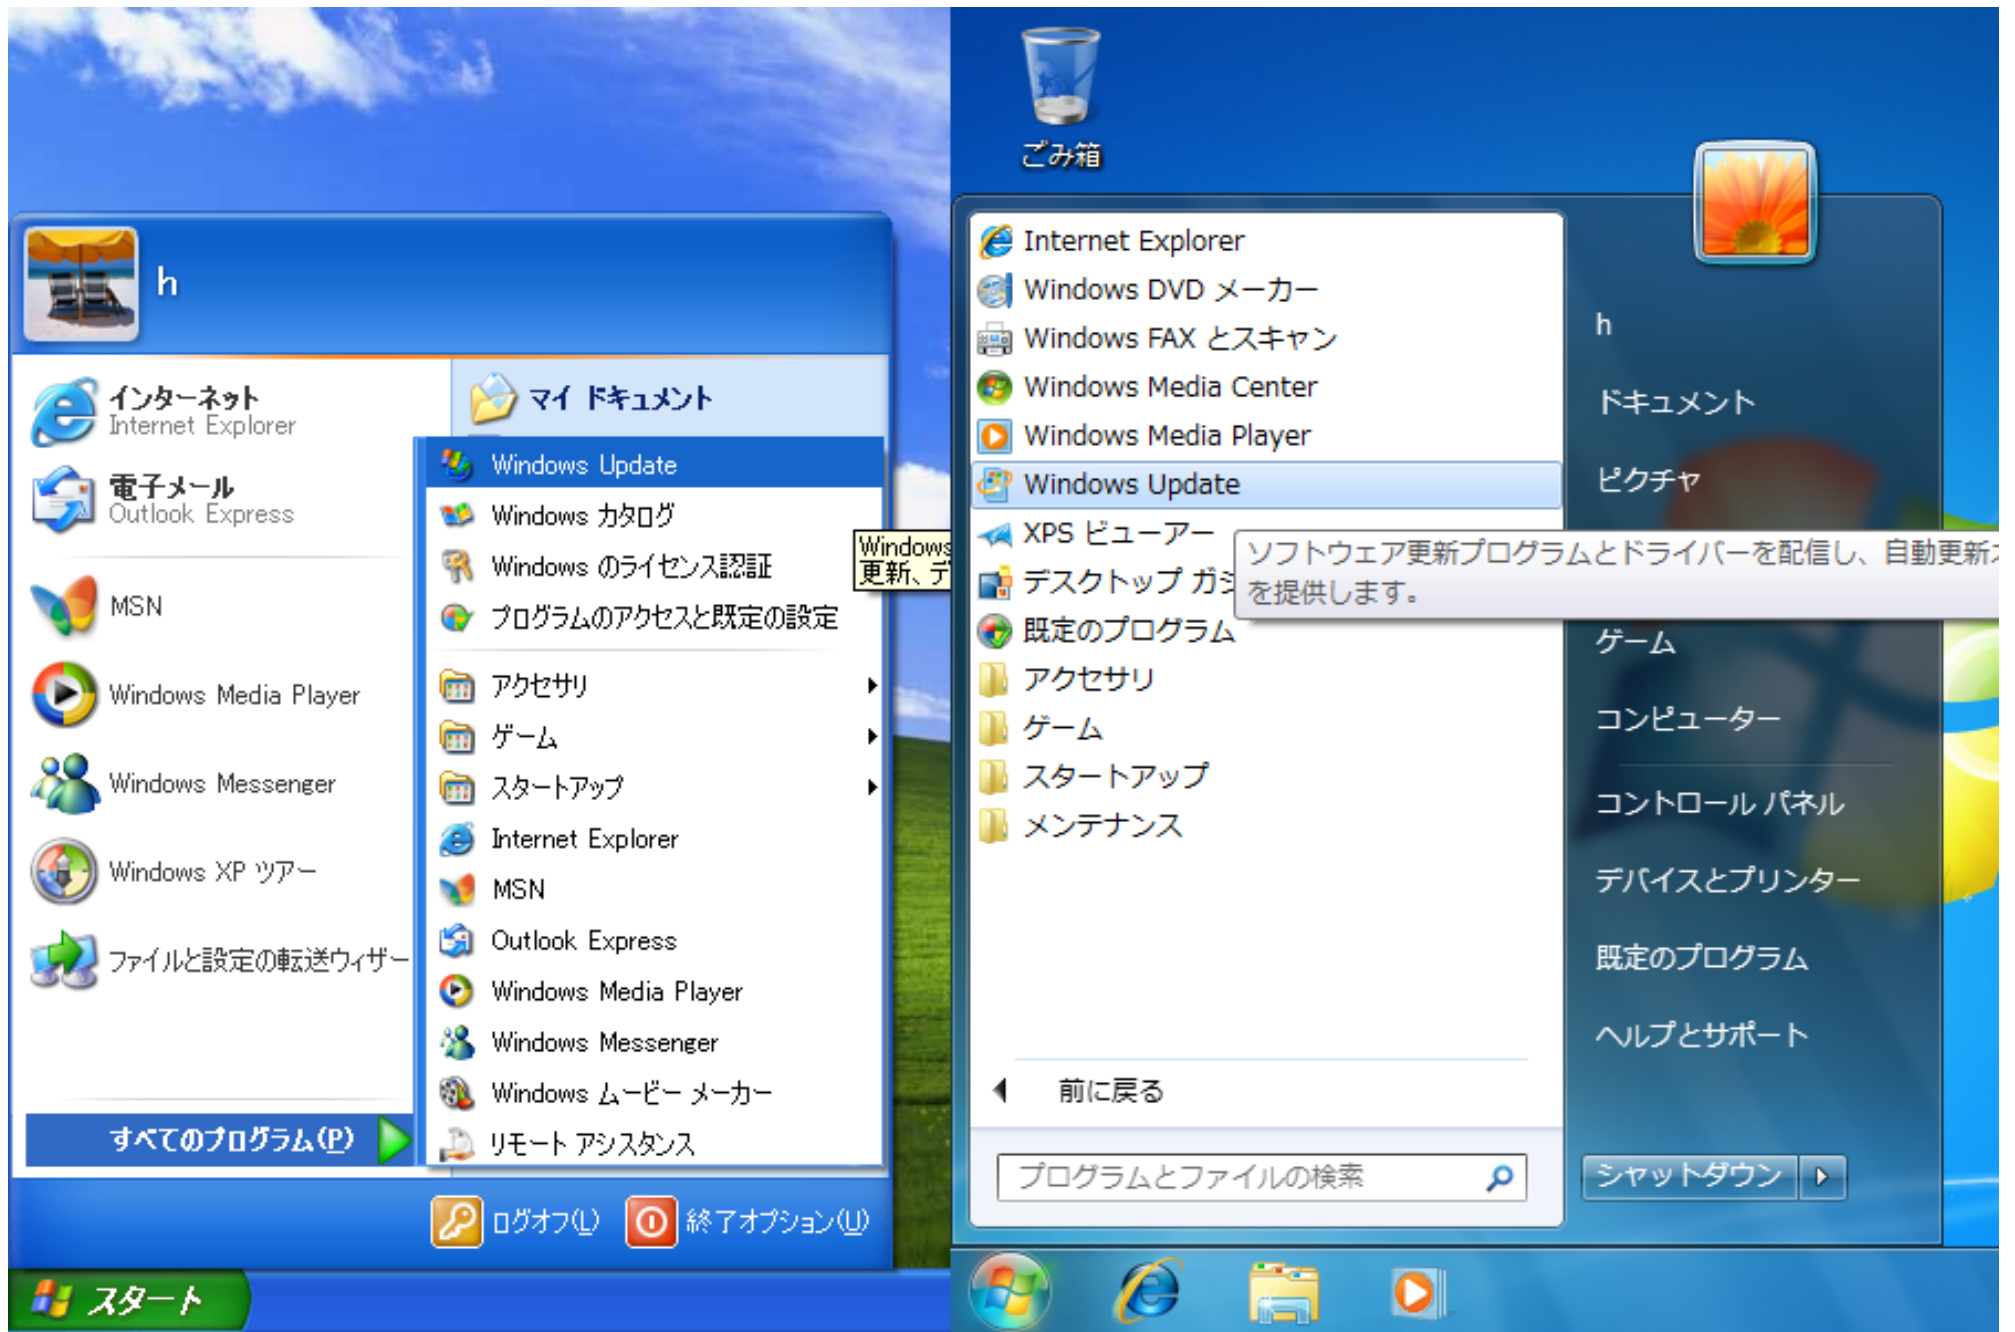 h
インターネット
Internet Explorer
電子メール
Outlook Express
MSN
Windows Media Player
Windows Messenger
Windows XP ツアー
ファイルと設定の転送ウィザー
すべてのプログラム(P)
マイ ドキュメント
Windows Update
Windows カタログ
Windows のライセンス認証
プログラムのアクセスと既定の設定
アクセサリ
ゲーム
スタートアップ
Internet Explorer
MSN
Outlook Express
Windows Media Player
Windows Messenger
Windows ムービー メーカー
リモート アシスタンス
Windows
更新、デ
ログオフ(L)
終了オプション(U)
スタート
ごみ箱
Internet Explorer
Windows DVD メーカー
Windows FAX とスキャン
Windows Media Center
Windows Media Player
Windows Update
XPS ビューアー
デスクトップ ガジ
既定のプログラム
アクセサリ
ゲーム
スタートアップ
メンテナンス
前に戻る
プログラムとファイルの検索
ソフトウェア更新プログラムとドライバーを配信し、自動更新オ
を提供します。
h
ドキュメント
ピクチャ
ゲーム
コンピューター
コントロール パネル
デバイスとプリンター
既定のプログラム
ヘルプとサポート
シャットダウン